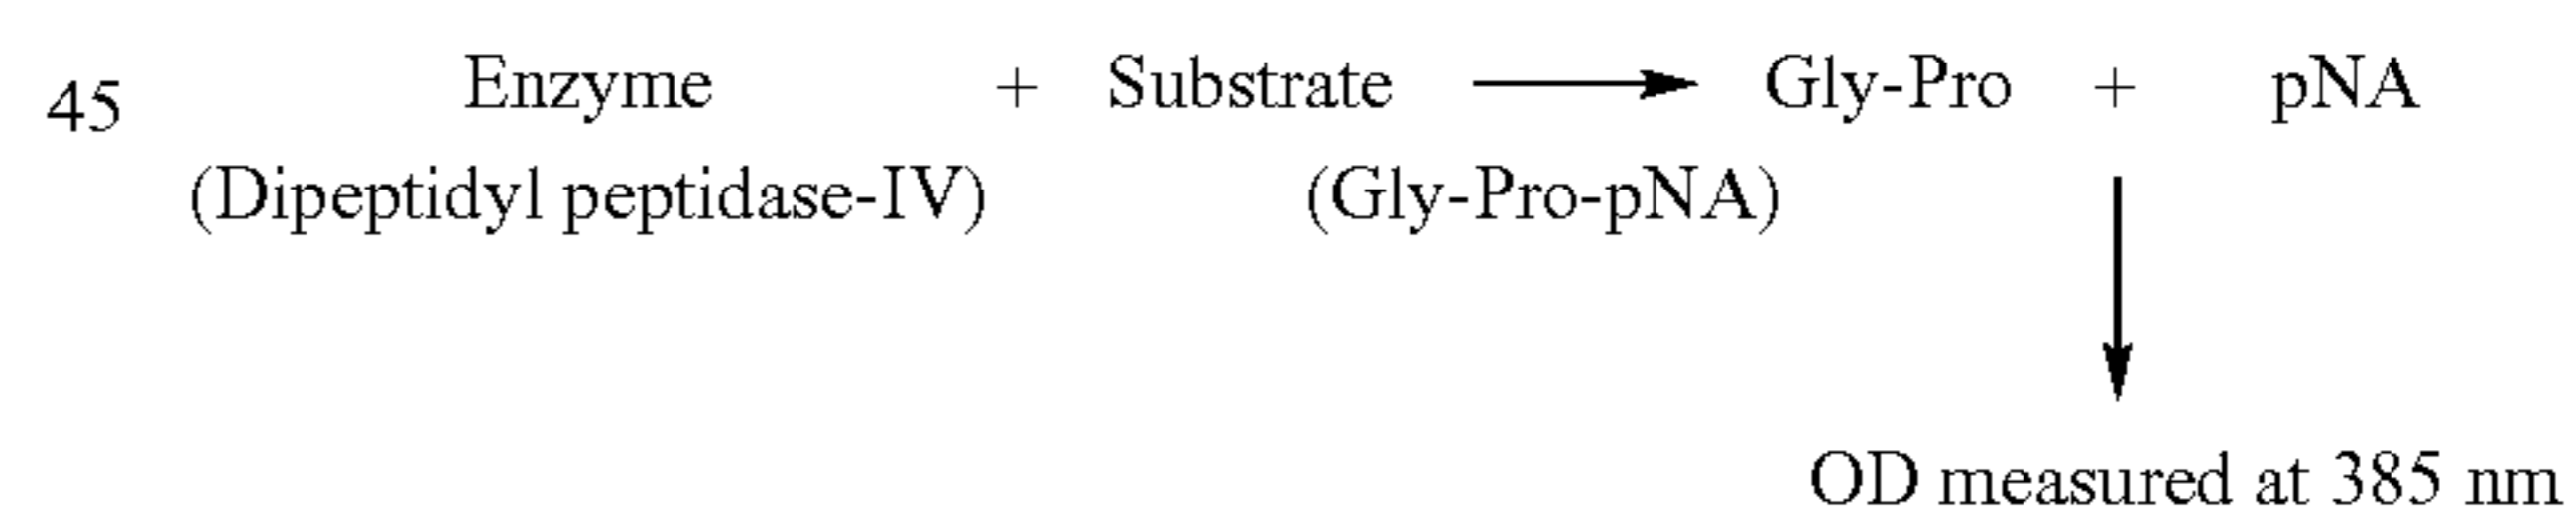 45 Enzyme + Substrate ⟶ Gly-Pro + pNA
(Dipeptidyl peptidase-IV) (Gly-Pro-pNA)
OD measured at 385 nm